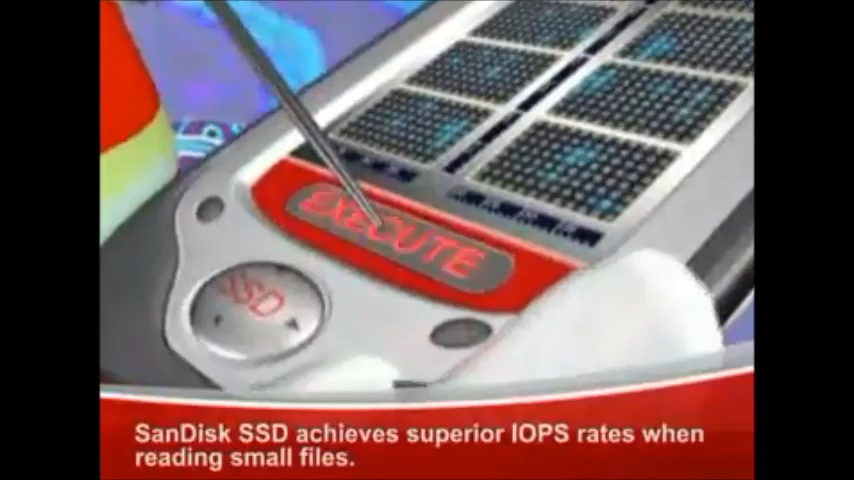 EXECUTE
SSD
SanDisk SSD achieves superior IOPS rates when
reading small files.